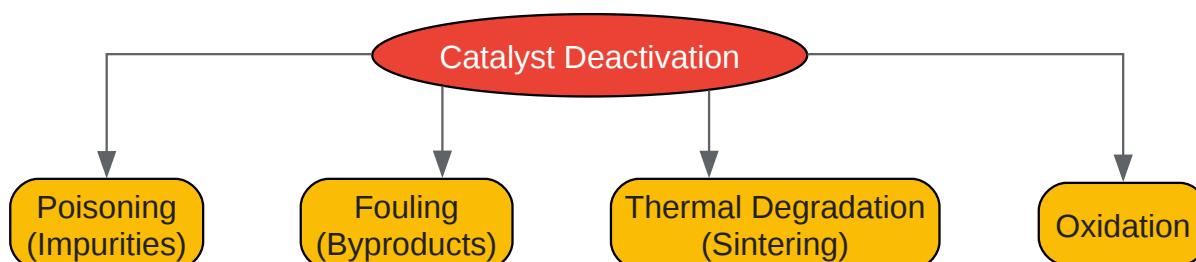 Catalyst Deactivation
Poisoning
(Impurities)
Fouling
(Byproducts)
Thermal Degradation
(Sintering)
Oxidation